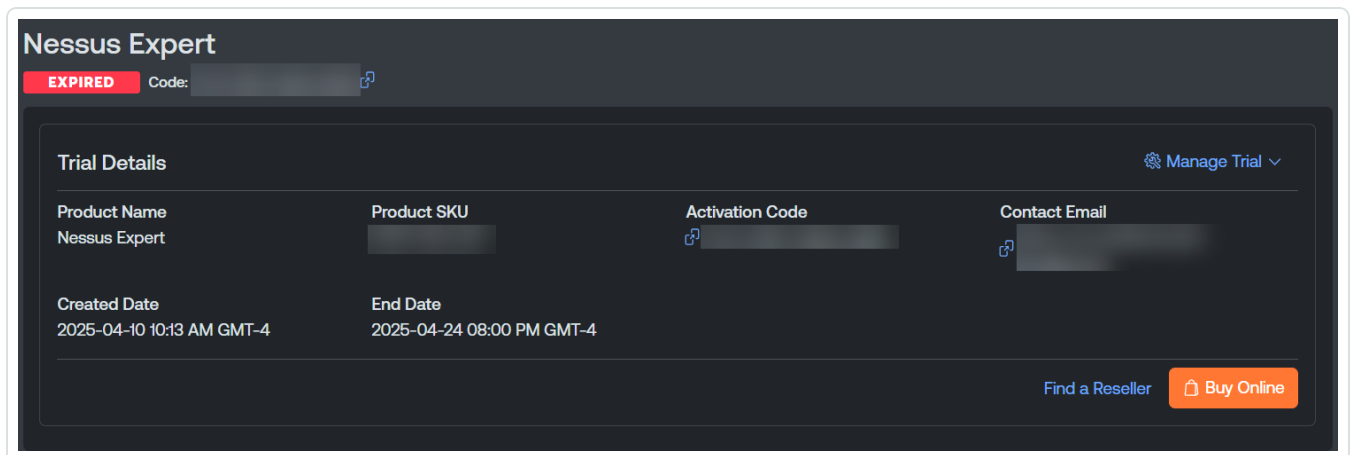 Nessus Expert
EXPIRED Code:
Trial Details
Manage Trial
Product Name Product SKU Activation Code Contact Email
Nessus Expert
Created Date End Date
2025-04-10 10:13 AM GMT-4 2025-04-24 08:00 PM GMT-4
Find a Reseller Buy Online